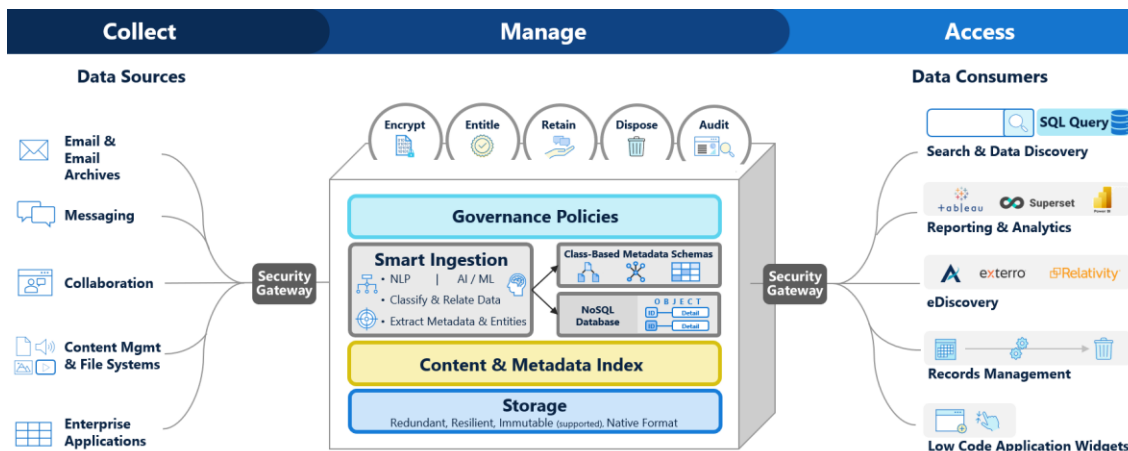 Collect
Manage
Access
Data Sources
Email &
Email
Archives
Messaging
Collaboration
Content Mgmt
& File Systems
Enterprise
Applications
Security
Gateway
Encrypt
Entitle
Retain
Dispose
Audit
Governance Policies
Smart Ingestion
• NLP | AI / ML
• Classify & Relate Data
• Extract Metadata & Entities
Class-Based Metadata Schemas
NoSQL
Database
OBJECT
ID Detail
ID Detail
Content & Metadata Index
Storage
Redundant, Resilient, Immutable (supported), Native Format
Security
Gateway
Data Consumers
SQL Query
Search & Data Discovery
+ableau
Superset
Power BI
Reporting & Analytics
exterro
Relativity
eDiscovery
Records Management
Low Code Application Widgets